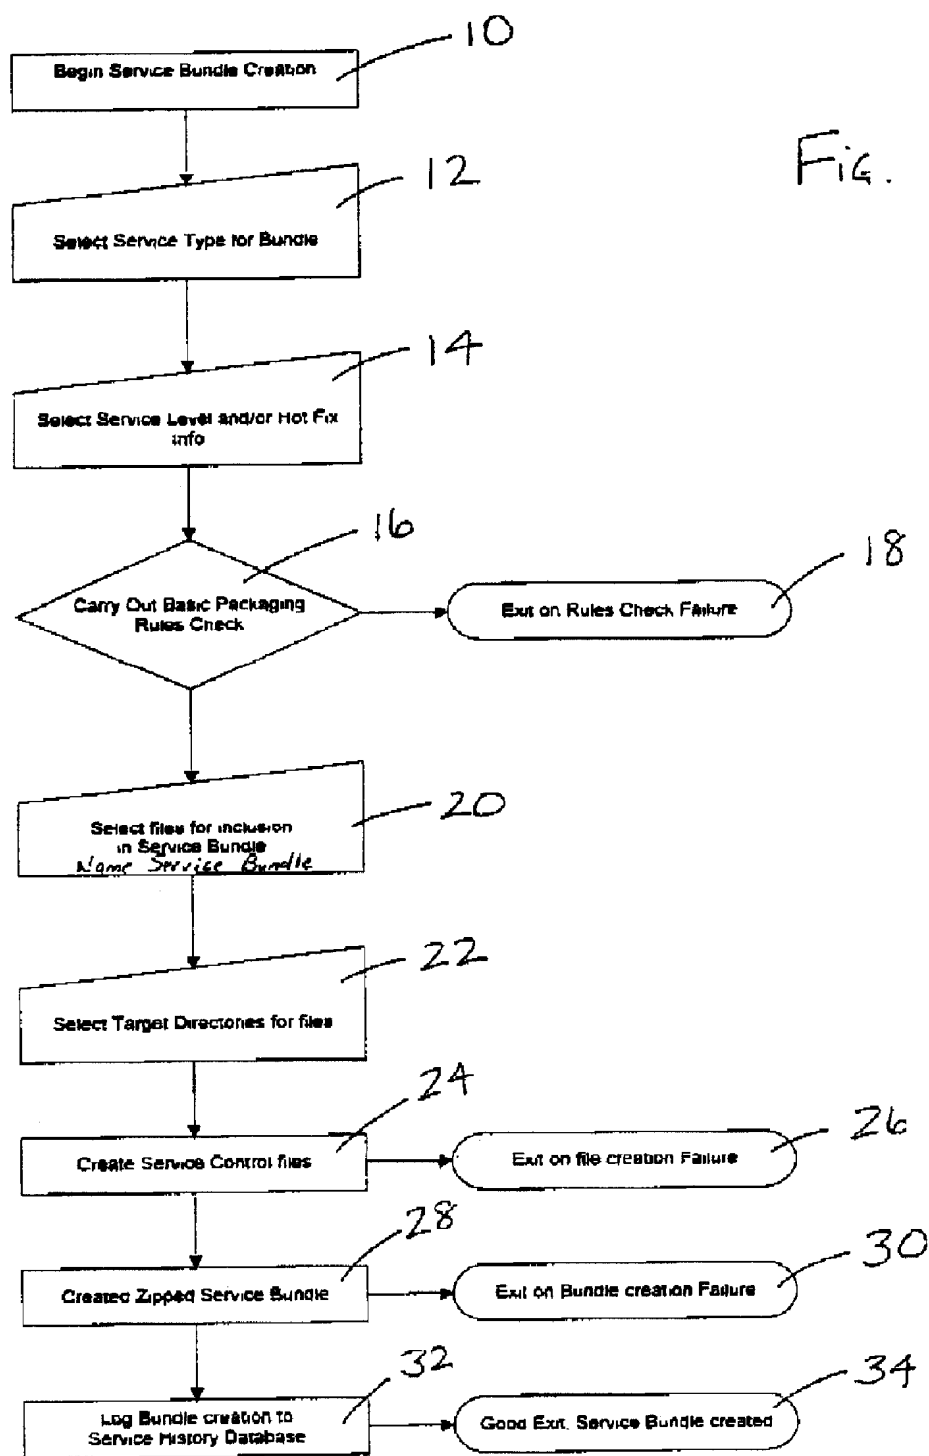 10
Begin Service Bundle Creation
Fig.
12
Select Service Type for Bundle
14
Select Service Level and/or Hot Fix
info
16
18
Carry Out Basic Packaging
Rules Check
Exit on Rules Check Failure
20
Select files for inclusion
in Service Bundle
Name Service Bundle
22
Select Target Directories for files
24
26
Create Service Control files
Exit on file creation Failure
28
30
Created Zipped Service Bundle
Exit on Bundle creation Failure
32
34
Log Bundle creation to
Service History Database
Good Exit. Service Bundle created